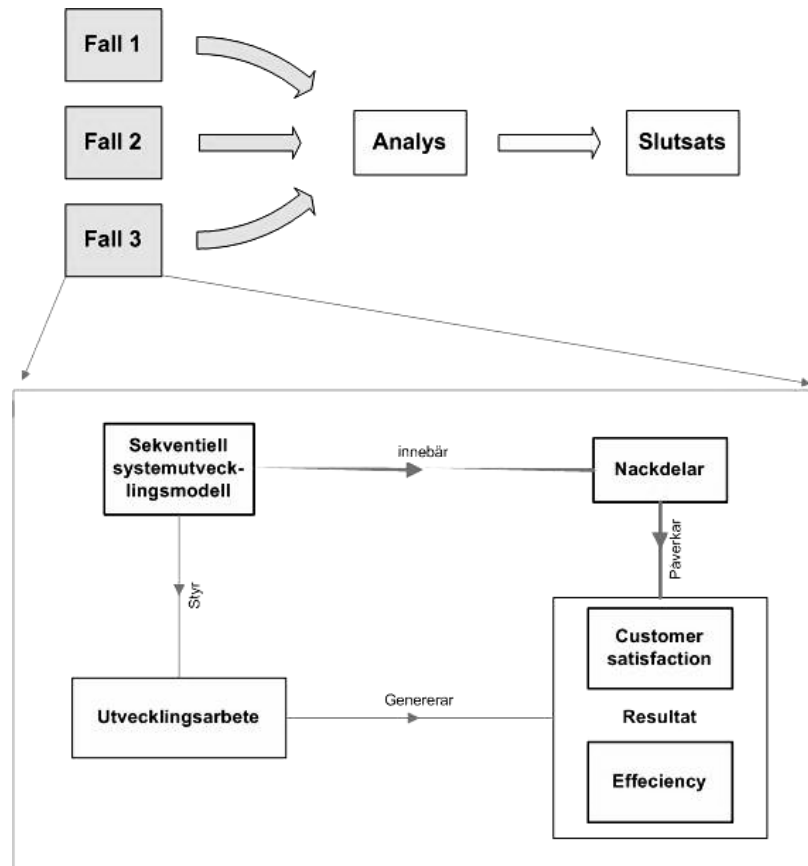 Fall 1
Fall 2
Analys
Slutsats
Fall 3
Sekventiell
systemutveck-
lingsmodell
innebär
Nackdelar
Styr
Påverkar
Customer
satisfaction
Utvecklingsarbete
Genererar
Resultat
Effeciency